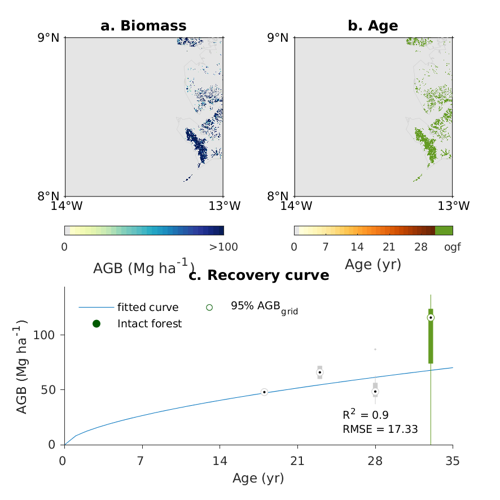 a. Biomass
b. Age
9°N
8°N
14°W
13°W
9°N
8°N
14°W
13°W
0
>100
AGB (Mg ha-1)
0
7
14
21
28
ogf
Age (yr)
c. Recovery curve
fitted curve
95% AGBgrid
Intact forest
100
50
0
AGB (Mg ha-1)
R2 = 0.9
RMSE = 17.33
0
7
14
21
28
35
Age (yr)